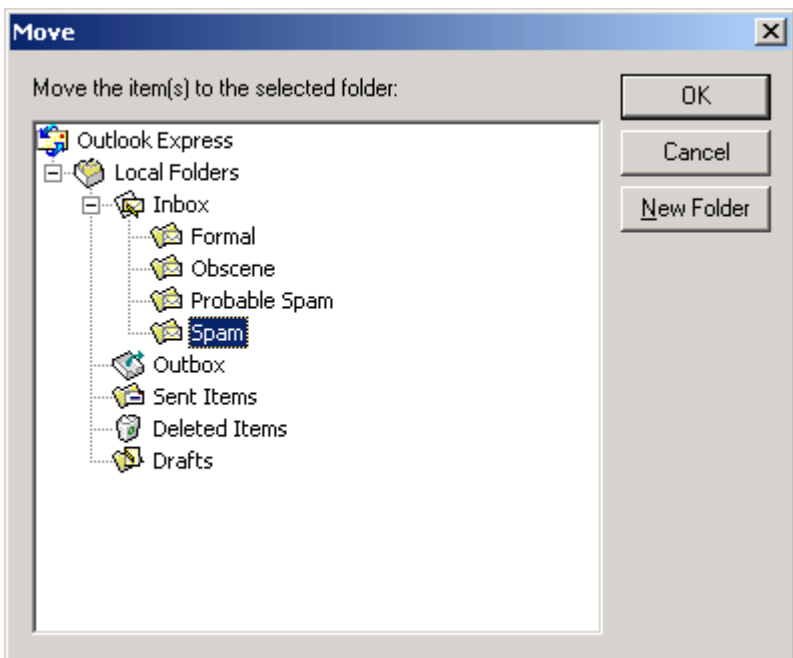 Move
Move the item(s) to the selected folder:
OK
Outlook Express
Cancel
Local Folders
Inbox
New Folder
Formal
Obscene
Probable Spam
Spam
Outbox
Sent Items
Deleted Items
Drafts